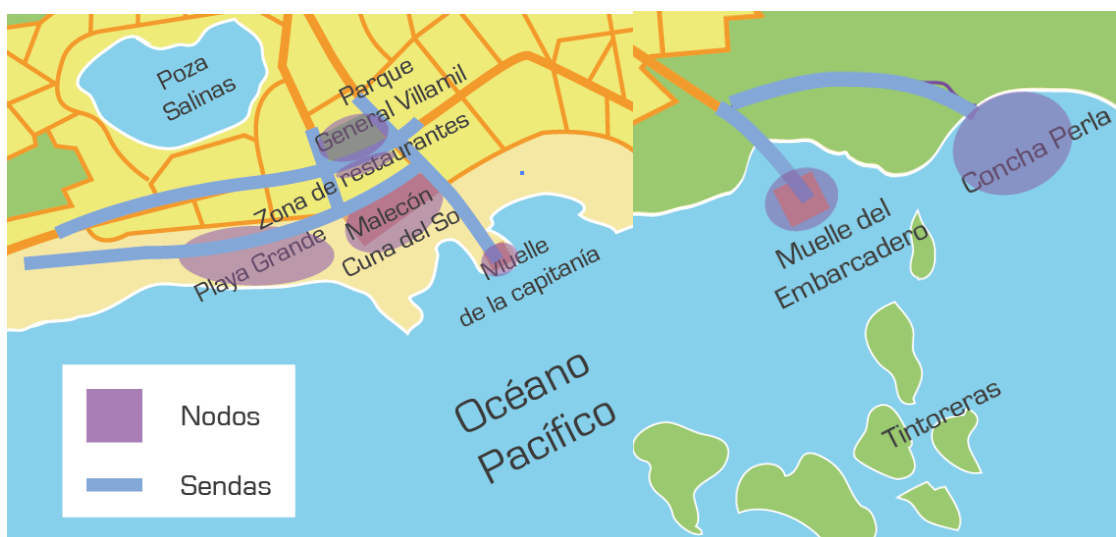 Poza
Salinas
Parque
General Villamil
Zona de restaurantes
Malecón
Cuna del So
Playa Grande
Muelle
de la capitanía
Océano
Pacífico
Nodos
Sendas
Concha Perla
Muelle del
Embarcadero
Tintoreras